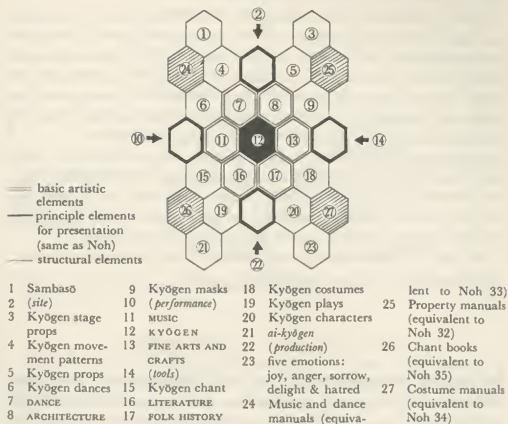 ②
① ③
㉔ ④ ⑤ ㉕
⑥ ⑦ ⑧ ⑨
⑩ ⑪ ⑫ ⑬ ⑭
⑮ ⑯ ⑰ ⑱
㉖ ⑲ ⑳ ㉗
㉑ ㉓
㉒
basic artistic
elements
principle elements
for presentation
(same as Noh)
structural elements
1 Sambasō
2 (site)
3 Kyōgen stage
props
4 Kyōgen move-
ment patterns
5 Kyōgen props
6 Kyōgen dances
7 DANCE
8 ARCHITECTURE
9 Kyōgen masks
10 (performance)
11 MUSIC
12 KYŌGEN
13 FINE ARTS AND
CRAFTS
14 (tools)
15 Kyōgen chant
16 LITERATURE
17 FOLK HISTORY
18 Kyōgen costumes
19 Kyōgen plays
20 Kyōgen characters
21 ai-kyōgen
22 (production)
23 five emotions:
joy, anger, sorrow,
delight & hatred
24 Music and dance
manuals (equiva-
lent to Noh 33)
25 Property manuals
(equivalent to
Noh 32)
26 Chant books
(equivalent to
Noh 35)
27 Costume manuals
(equivalent to
Noh 34)